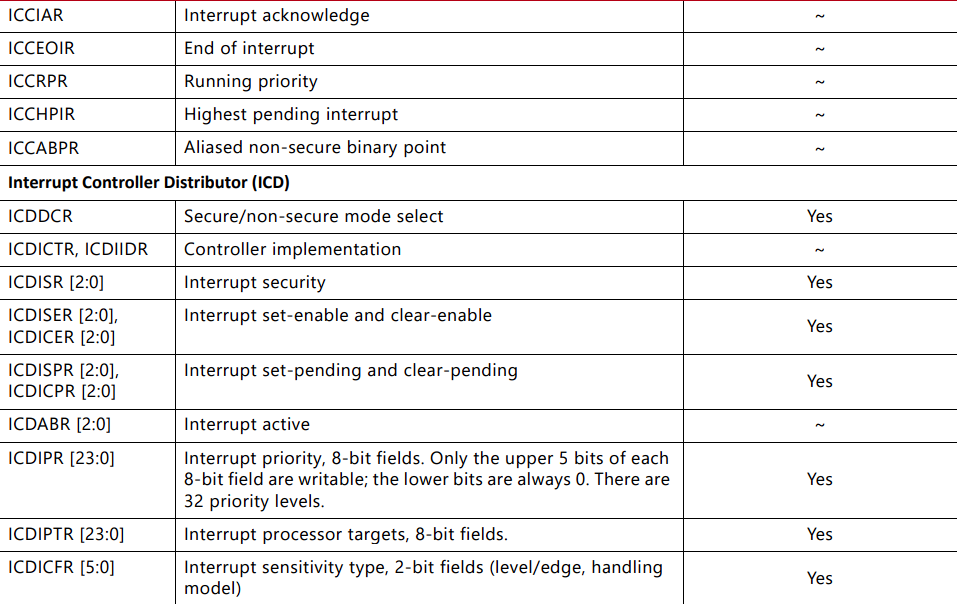 ICCIAR Interrupt acknowledge ~
ICCEOIR End of interrupt ~
ICCRPR Running priority ~
ICCHPIR Highest pending interrupt ~
ICCABPR Aliased non-secure binary point ~
Interrupt Controller Distributor (ICD)
ICDDCR Secure/non-secure mode select Yes
ICDICTR, ICDIIDR Controller implementation ~
ICDISR [2:0] Interrupt security Yes
ICDISER [2:0], Interrupt set-enable and clear-enable
ICDICER [2:0] Yes
ICDISPR [2:0], Interrupt set-pending and clear-pending
ICDICPR [2:0] Yes
ICDABR [2:0] Interrupt active ~
ICDIPR [23:0] Interrupt priority, 8-bit fields. Only the upper 5 bits of each
8-bit field are writable; the lower bits are always 0. There are Yes
32 priority levels.
ICDIPTR [23:0] Interrupt processor targets, 8-bit fields. Yes
ICDICFR [5:0] Interrupt sensitivity type, 2-bit fields (level/edge, handling
model) Yes